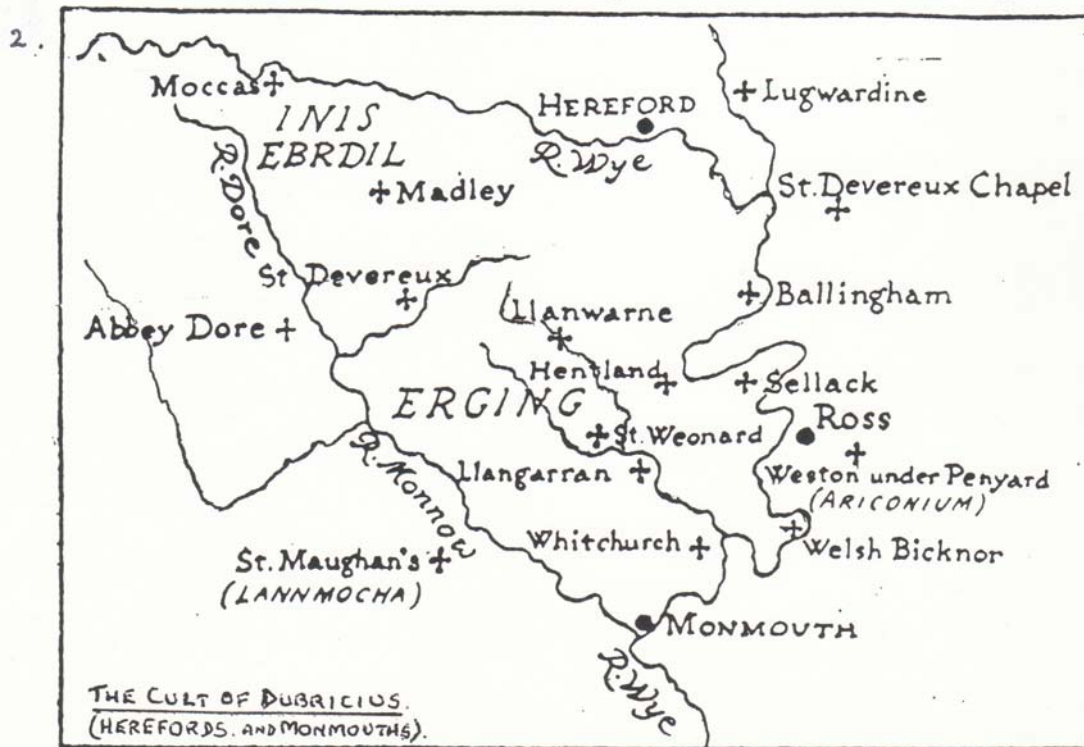 2.
Moccas
HEREFORD
Lugwardine
INIS
EBRDIL
R. Wye
R. Dore
Madley
St. Devereux Chapel
St Devereux
Ballingham
Llanwarne
Abbey Dore
Hentland
Sellack
ERGING
ROSS
St. Weonard
R. Monnow
Llangarran
Weston under Penyard
(ARICONIUM)
Whitchurch
Welsh Bicknor
St. Maughan's
(LANNMOCHA)
MONMOUTH
R. Wye
THE CULT OF DUBRICIUS.
(HEREFORDS. AND MONMOUTHS).